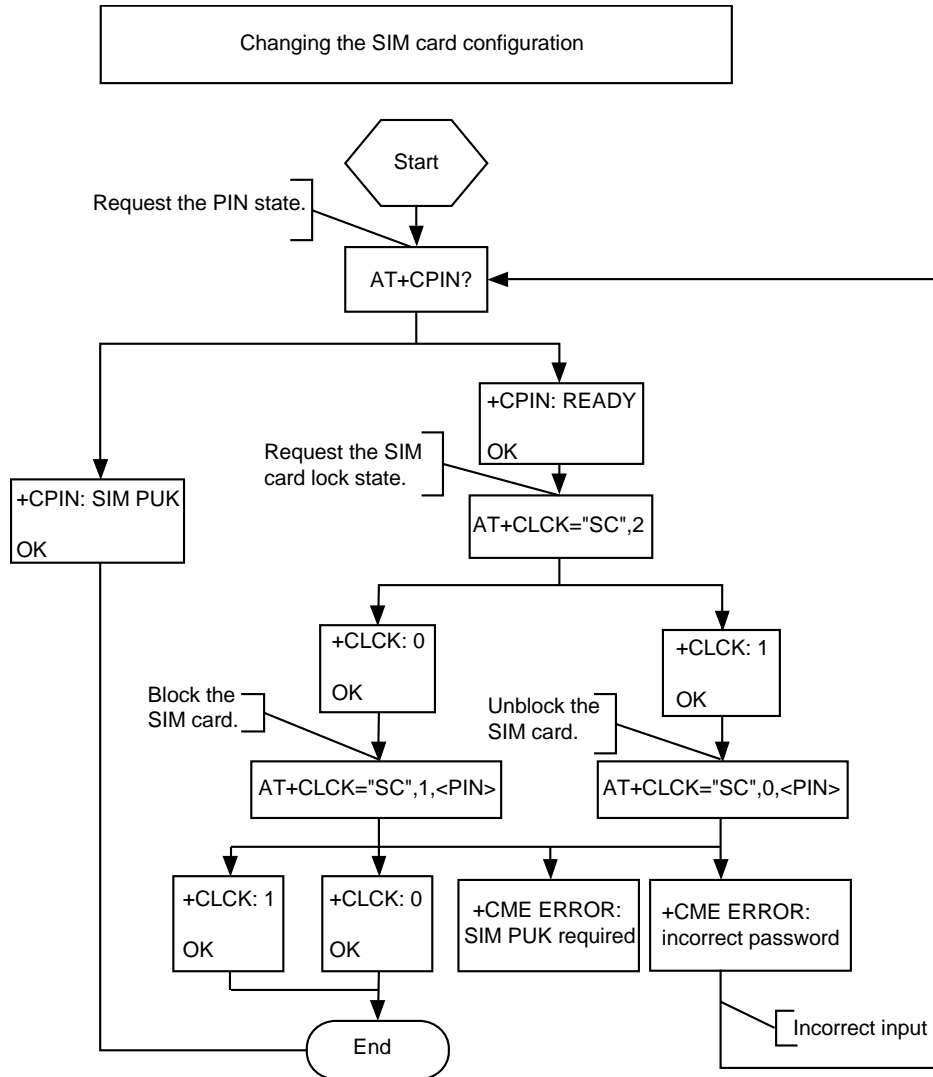 Changing the SIM card configuration
Start
Request the PIN state.
AT+CPIN?
+CPIN: READY
OK
Request the SIM
card lock state.
+CPIN: SIM PUK
OK
AT+CLCK="SC",2
+CLCK: 0
OK
+CLCK: 1
OK
Block the
SIM card.
Unblock the
SIM card.
AT+CLCK="SC",1,<PIN>
AT+CLCK="SC",0,<PIN>
+CLCK: 1
OK
+CLCK: 0
OK
+CME ERROR:
SIM PUK required
+CME ERROR:
incorrect password
Incorrect input
End